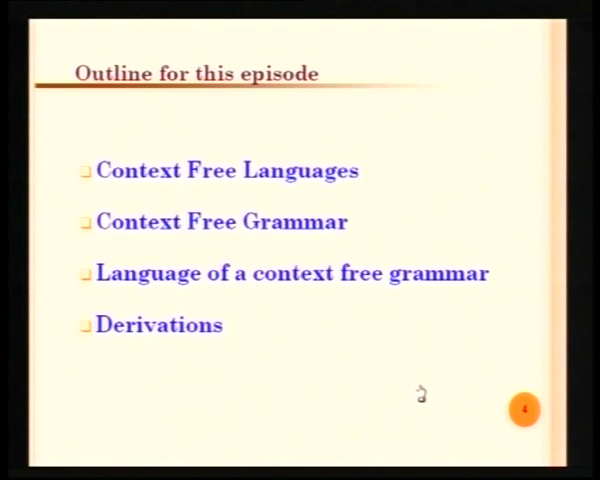 Outline for this episode
Context Free Languages
Context Free Grammar
Language of a context free grammar
Derivations
4